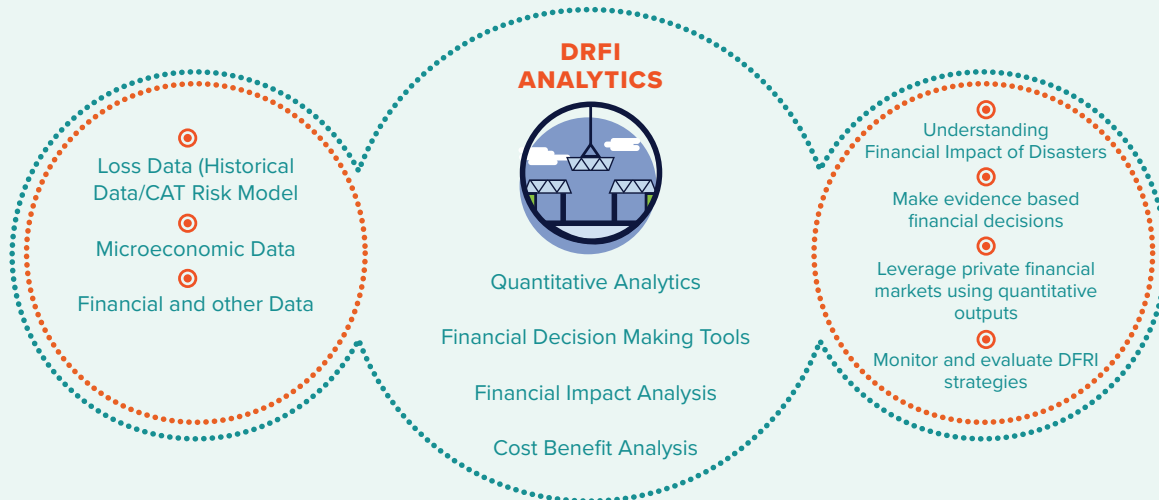 DRFI
ANALYTICS
Loss Data (Historical
Data/CAT Risk Model
Microeconomic Data
Financial and other Data
Quantitative Analytics
Financial Decision Making Tools
Financial Impact Analysis
Cost Benefit Analysis
Understanding
Financial Impact of Disasters
Make evidence based
financial decisions
Leverage private financial
markets using quantitative
outputs
Monitor and evaluate DFRI
strategies